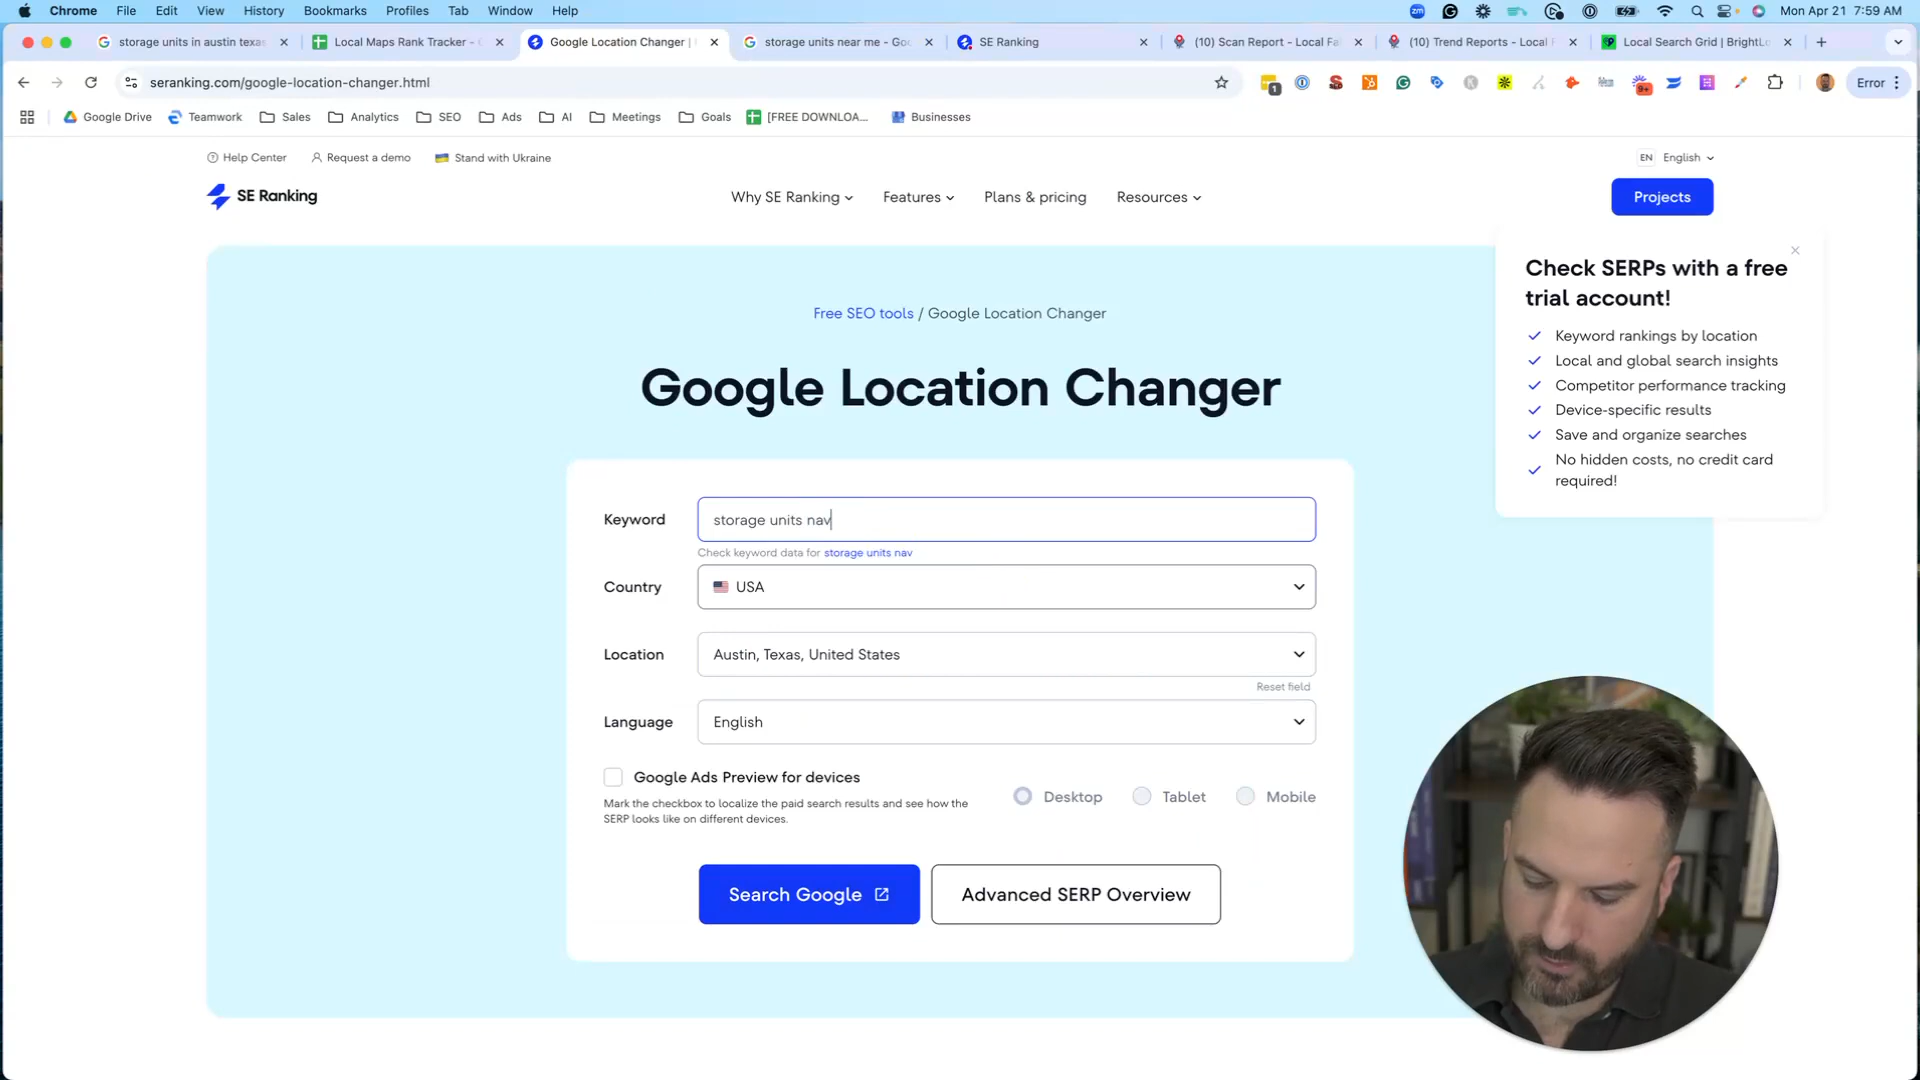 Chrome File Edit View History Bookmarks Profiles Tab Window Help
Mon Apr 21 7:59 AM
storage units in austin texas
Local Maps Rank Tracker -
Google Location Changer |
storage units near me - Goo
SE Ranking
(10) Scan Report - Local Fa
(10) Trend Reports - Local F
Local Search Grid | BrightLo
seranking.com/google-location-changer.html
Error
Google Drive Teamwork Sales Analytics SEO Ads AI Meetings Goals [FREE DOWNLOA... Businesses
Help Center Request a demo Stand with Ukraine
EN English
SE Ranking
Why SE Ranking Features Plans & pricing Resources
Projects
Check SERPs with a free
trial account!
Keyword rankings by location
Local and global search insights
Competitor performance tracking
Device-specific results
Save and organize searches
No hidden costs, no credit card
required!
Free SEO tools / Google Location Changer
Google Location Changer
Keyword storage units nav
Check keyword data for storage units nav
Country USA
Location Austin, Texas, United States
Reset field
Language English
Google Ads Preview for devices
Mark the checkbox to localize the paid search results and see how the
SERP looks like on different devices.
Desktop Tablet Mobile
Search Google
Advanced SERP Overview